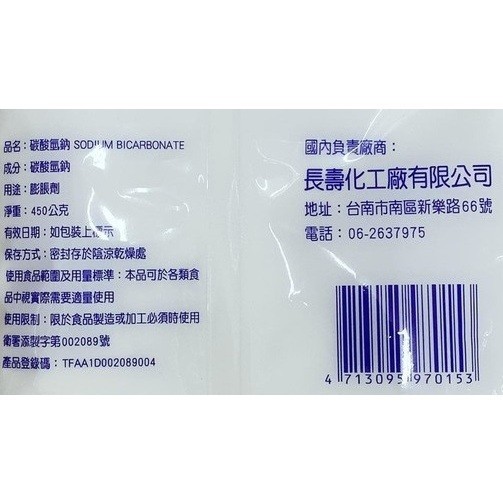 品名：碳酸氫鈉 SODIUM BICARBONATE
成分：碳酸氫鈉
用途：膨脹劑
淨重：450公克
有效日期：如包裝上標示
保存方式：密封存於陰涼乾燥處
使用食品範圍及用量標準：本品可於各類食
品中視實際需要適量使用
使用限制：限於食品製造或加工必須時使用
衛署添製字第002089號
產品登錄碼：TFAA1D002089004
國內負責廠商：
長壽化工廠有限公司
地址：台南市南區新樂路66號
電話：06-2637975
4 713095 970153